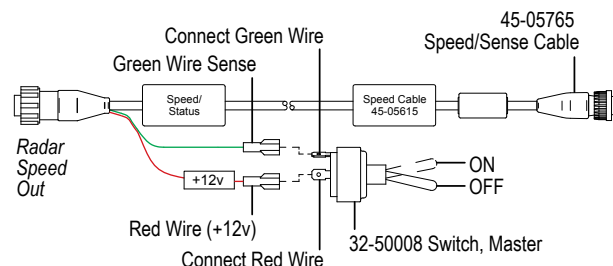 45-05765
Speed/Sense Cable
Connect Green Wire
Green Wire Sense
Speed/
Status
Speed Cable
45-05615
Radar
Speed
Out
+12v
ON
OFF
Red Wire (+12v)
32-50008 Switch, Master
Connect Red Wire